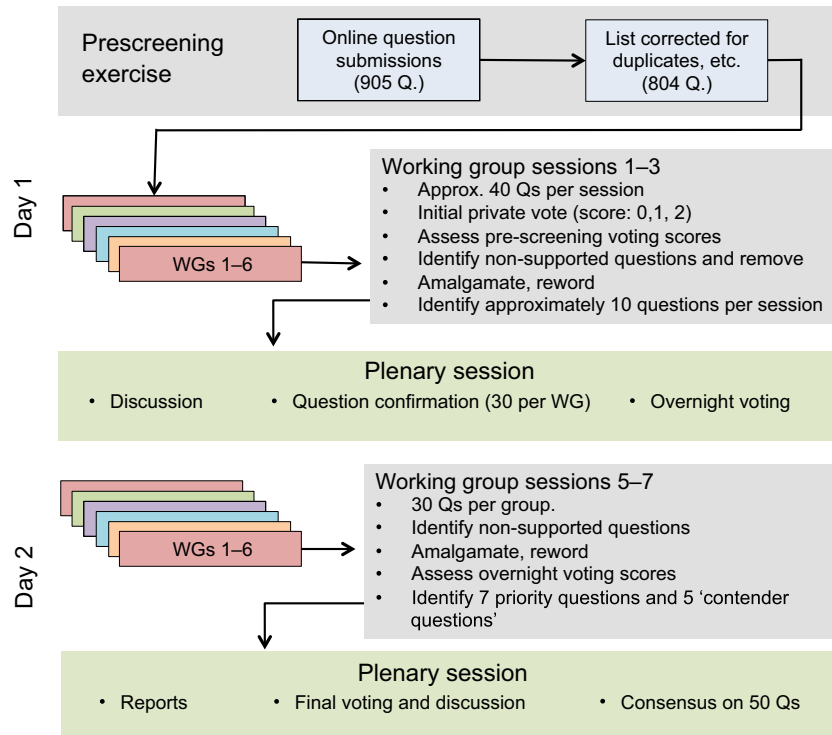 Prescreening
exercise
Online question
submissions
(905 Q.)
List corrected for
duplicates, etc.
(804 Q.)
Day 1
WGs 1–6
Working group sessions 1–3
• Approx. 40 Qs per session
• Initial private vote (score: 0,1, 2)
• Assess pre-screening voting scores
• Identify non-supported questions and remove
• Amalgamate, reword
• Identify approximately 10 questions per session
Plenary session
• Discussion • Question confirmation (30 per WG) • Overnight voting
Day 2
WGs 1–6
Working group sessions 5–7
• 30 Qs per group.
• Identify non-supported questions
• Amalgamate, reword
• Assess overnight voting scores
• Identify 7 priority questions and 5 ‘contender
questions’
Plenary session
• Reports • Final voting and discussion • Consensus on 50 Qs